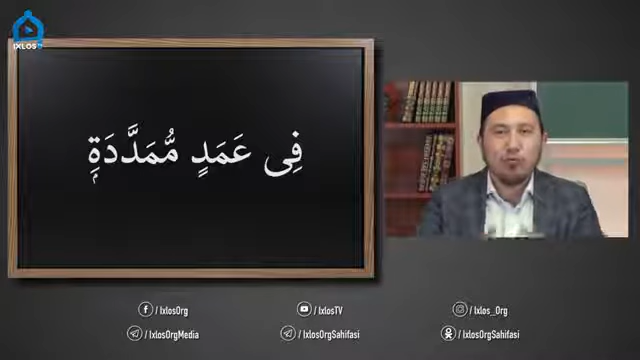 IXLOS
فِى عَمَدٍ مُّمَدَّدَةٍۭ
/ IxlosOrg
/ IxlosTV
/ Ixlos_Org
/ IxlosOrgMedia
/ IxlosOrgSahifasi
/ IxlosOrgSahifasi